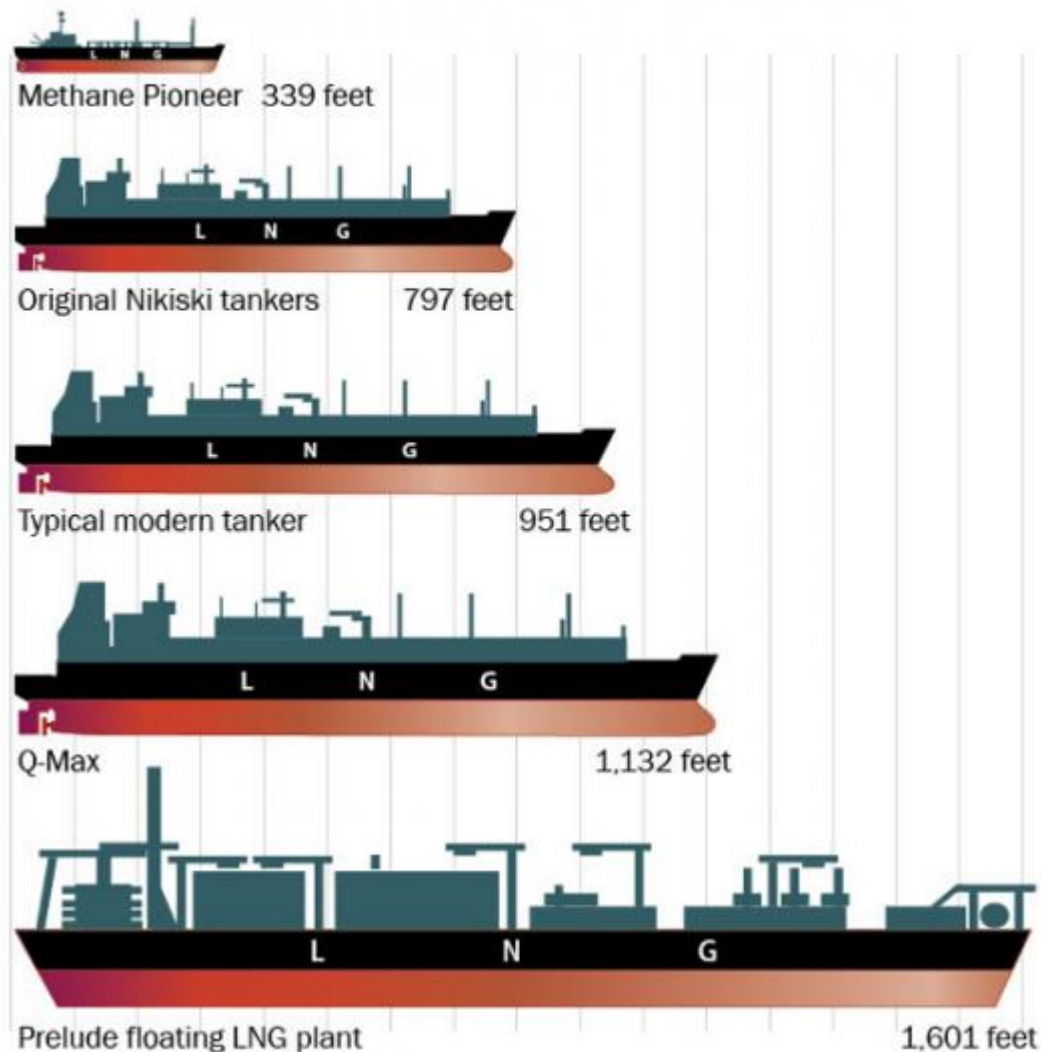 L N G
Methane Pioneer 339 feet
L N G
Original Nikiski tankers 797 feet
L N G
Typical modern tanker 951 feet
L N G
Q-Max 1,132 feet
L N G
Prelude floating LNG plant 1,601 feet